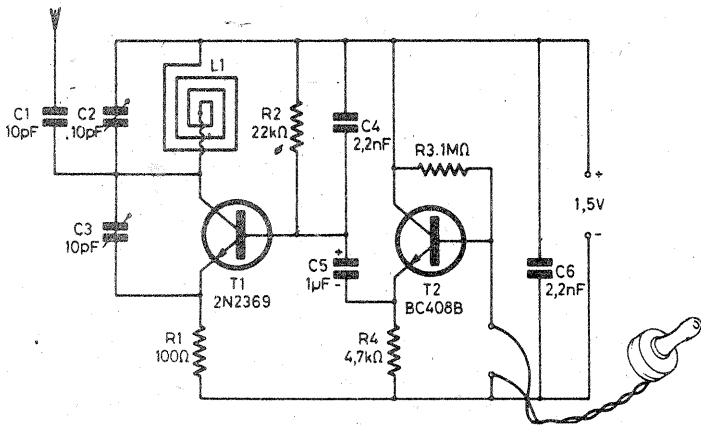 C1
10pF
C2
10pF
L1
R2
22kΩ
C4
2,2nF
R3.1MΩ
+
1,5V
-
C3
10pF
T1
2N2369
+
C5
1µF
-
T2
BC408B
C6
2,2nF
R1
100Ω
R4
4,7kΩ